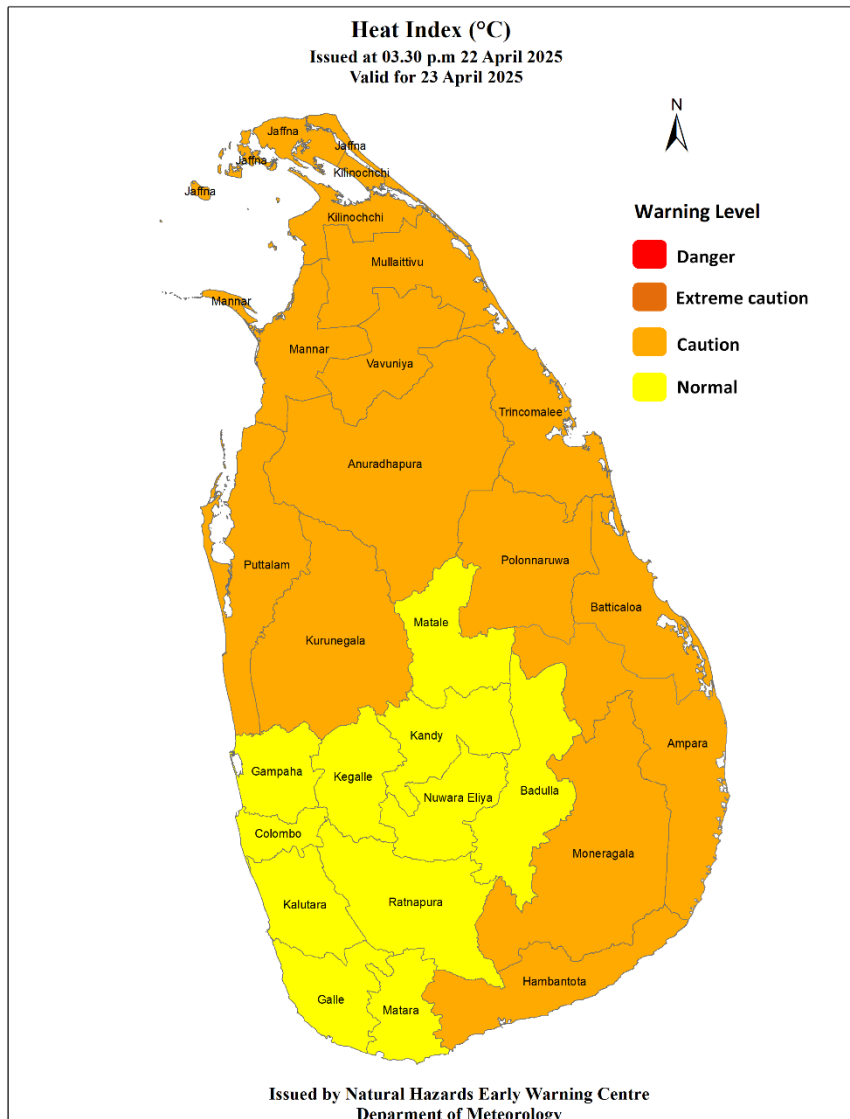 Heat Index (°C)
Issued at 03.30 p.m 22 April 2025
Valid for 23 April 2025
N
Jaffna
Jaffna
Jaffna
Kilinochchi
Jaffna
Kilinochchi
Mullaittivu
Mannar
Mannar
Vavuniya
Trincomalee
Anuradhapura
Puttalam
Polonnaruwa
Batticaloa
Matale
Kurunegala
Kandy
Ampara
Gampaha
Kegalle
Nuwara Eliya
Badulla
Colombo
Moneragala
Kalutara
Ratnapura
Hambantota
Galle
Matara
Warning Level
Danger
Extreme caution
Caution
Normal
Issued by Natural Hazards Early Warning Centre
Deparment of Meteorology